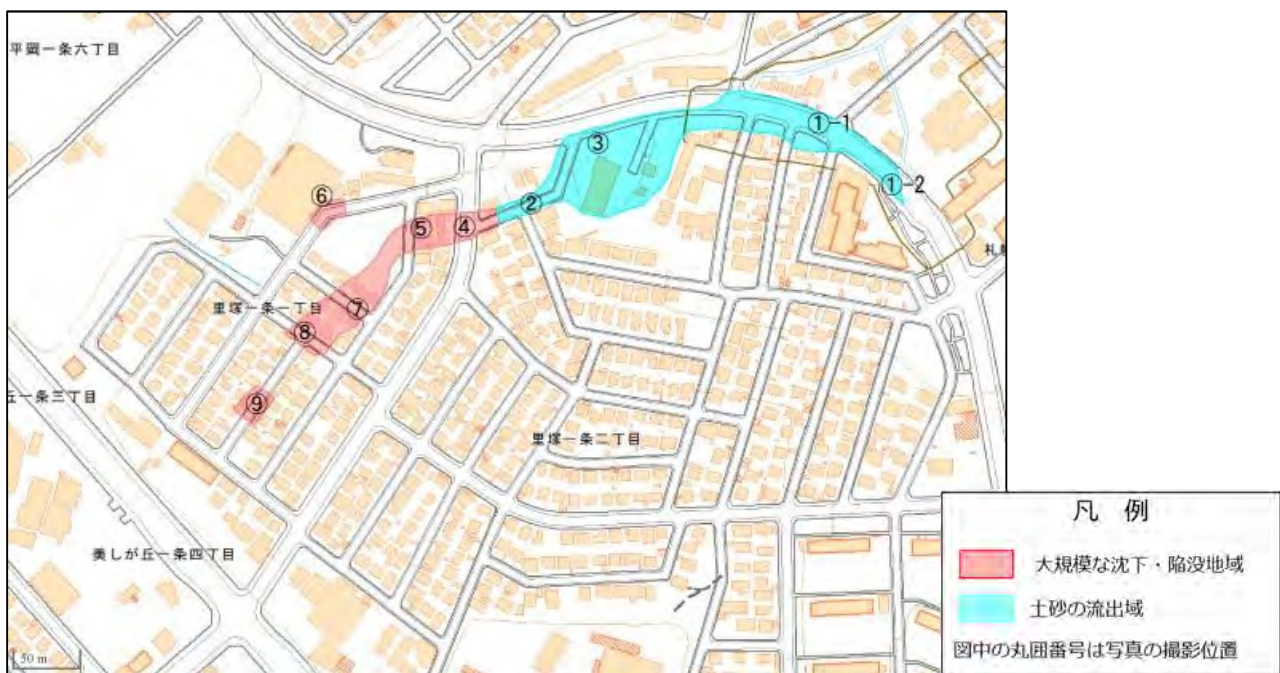 平岡一条六丁目
①-1
③
①-2
⑥
②
⑤
④
札幌
里塚一条一丁目
⑦
⑧
丘一条三丁目
⑨
里塚一条二丁目
美しが丘一条四丁目
50 m
凡 例
大規模な沈下・陥没地域
土砂の流出域
図中の丸囲番号は写真の撮影位置